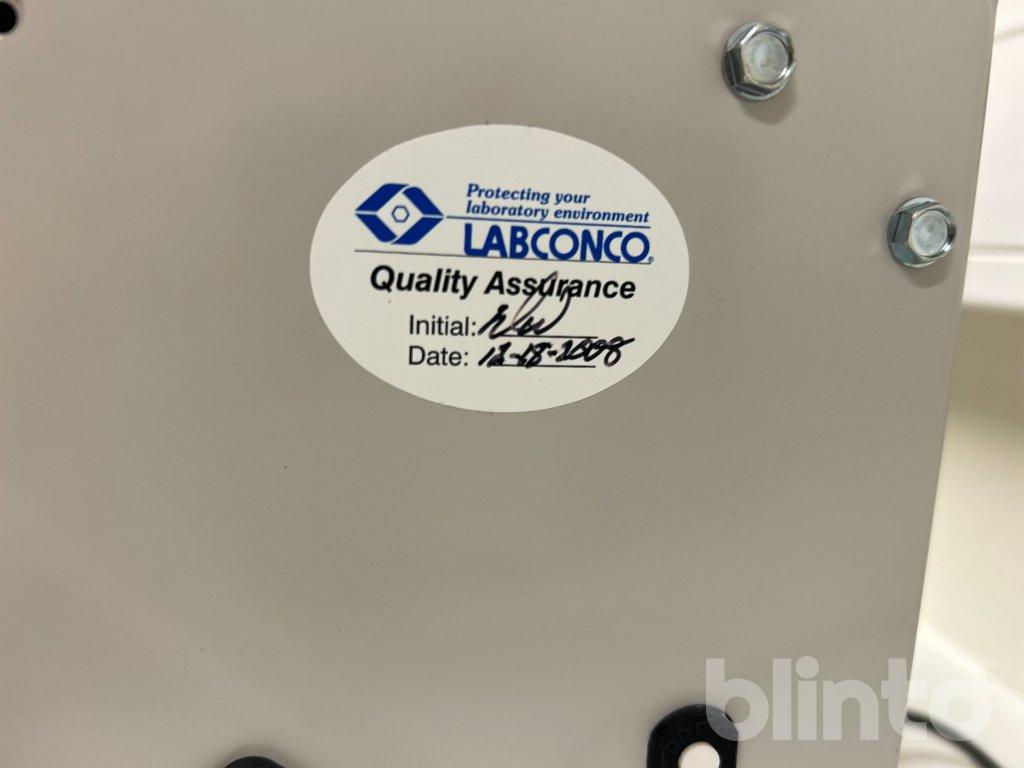 Protecting your
laboratory environment
LABCONCO®
Quality Assurance
Initial:
Date: 12-18-2008
blinto